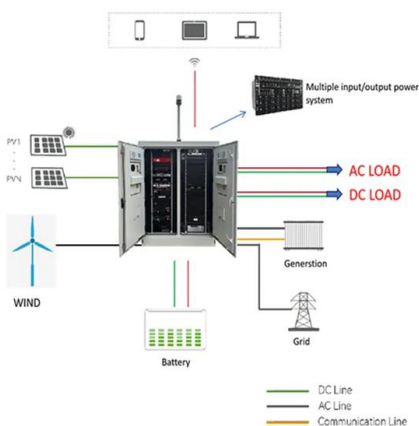 Multiple input/output power
system
PV1
PVN
AC LOAD
DC LOAD
WIND
Generstion
Grid
Battery
DC Line
AC Line
Communication Line